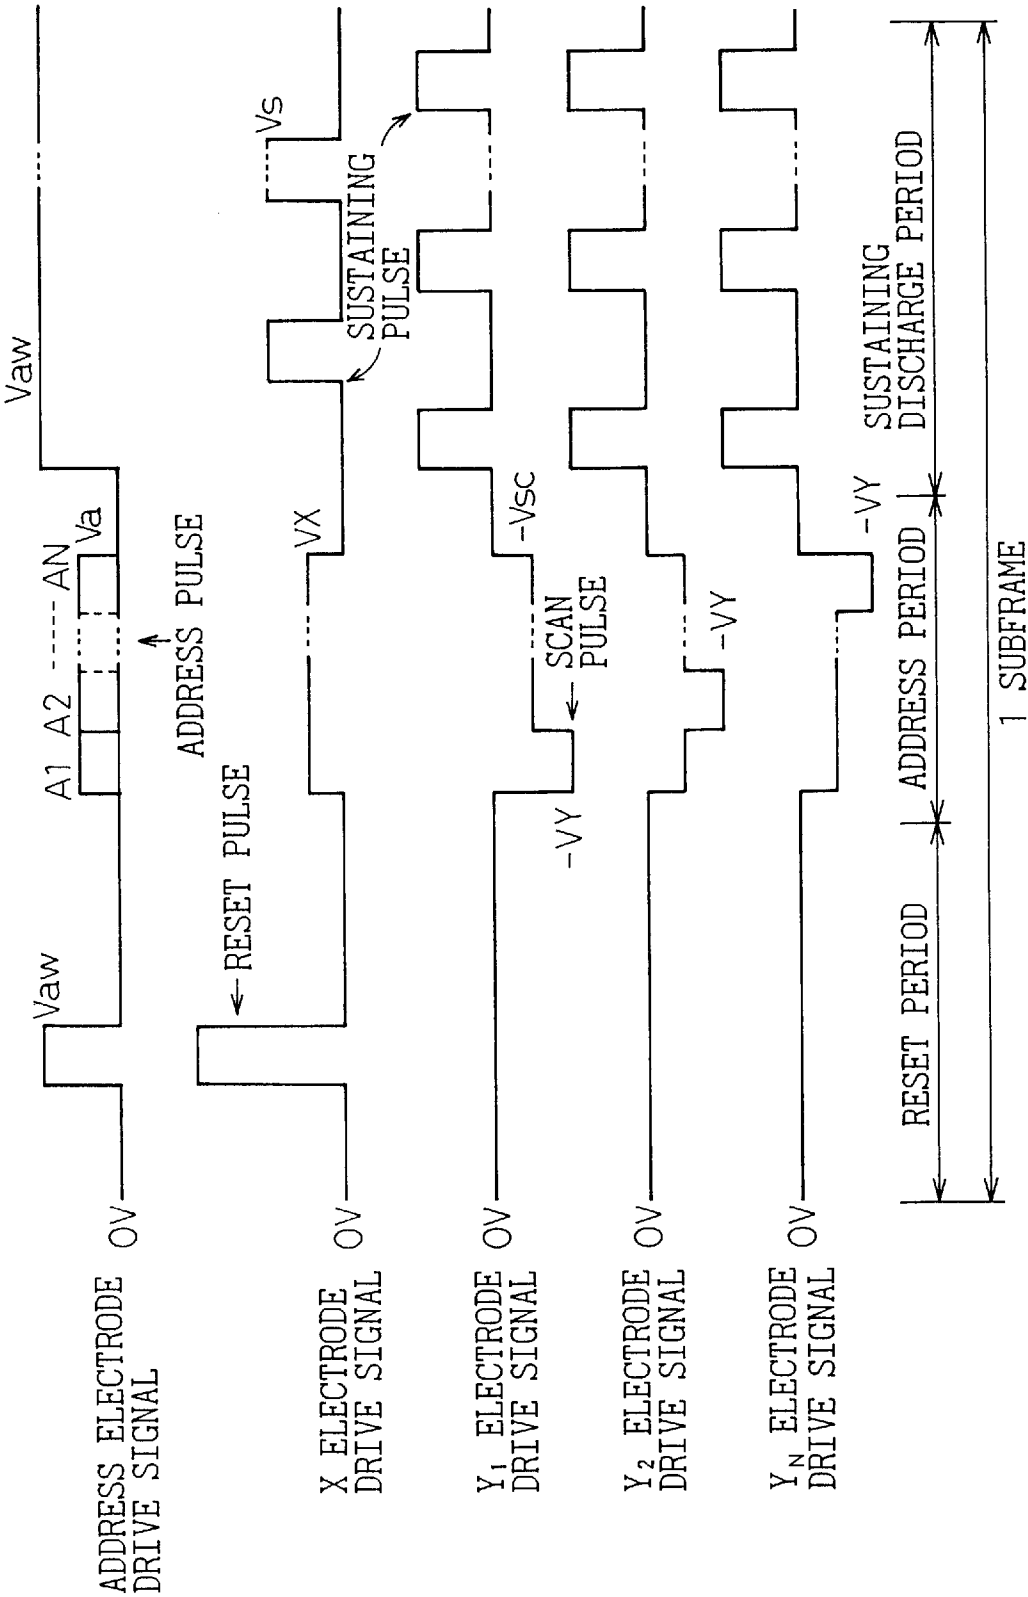 ADDRESS ELECTRODE
DRIVE SIGNAL
0V
Vaw
A1 A2 ----- AN
Va
Vaw
ADDRESS PULSE
X ELECTRODE
DRIVE SIGNAL
0V
RESET PULSE
VX
Vs
SUSTAINING
PULSE
Y1 ELECTRODE
DRIVE SIGNAL
0V
-VY
SCAN
PULSE
-Vsc
Y2 ELECTRODE
DRIVE SIGNAL
0V
-VY
YN ELECTRODE
DRIVE SIGNAL
0V
-VY
RESET PERIOD
ADDRESS PERIOD
SUSTAINING
DISCHARGE PERIOD
1 SUBFRAME